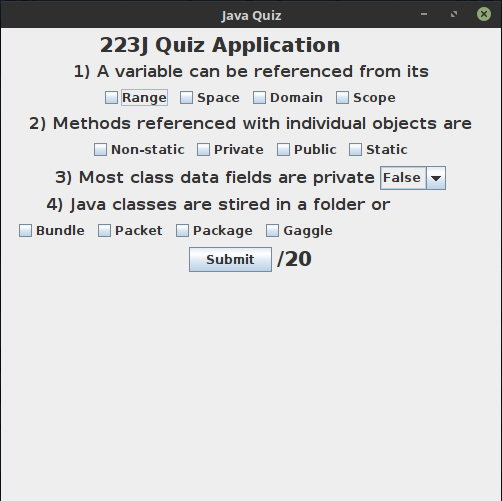 Java Quiz
223J Quiz Application
1) A variable can be referenced from its
Range Space Domain Scope
2) Methods referenced with individual objects are
Non-static Private Public Static
3) Most class data fields are private False
4) Java classes are stired in a folder or
Bundle Packet Package Gaggle
Submit /20